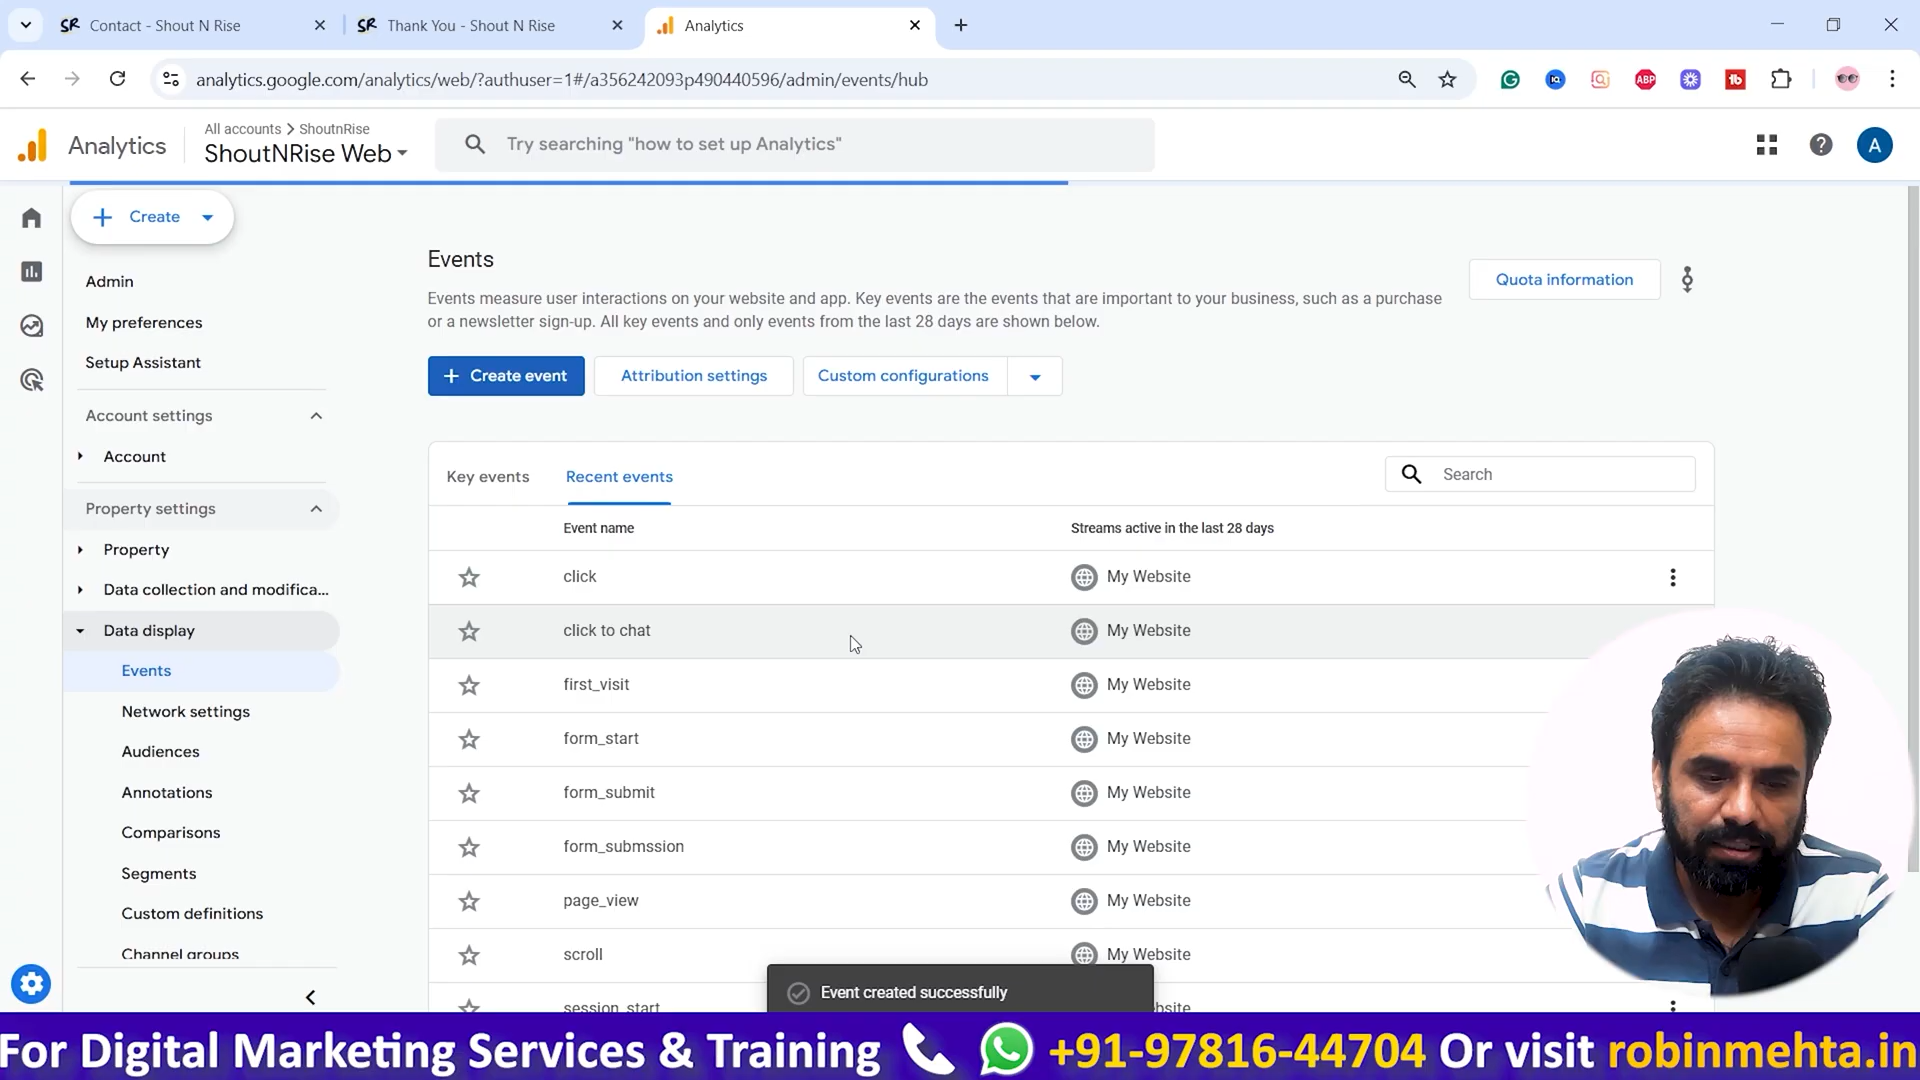 Contact - Shout N Rise
Thank You - Shout N Rise
Analytics
analytics.google.com/analytics/web/?authuser=1#/a356242093p490440596/admin/events/hub
Analytics
All accounts > ShoutnRise
ShoutNRise Web
Try searching "how to set up Analytics"
A
Create
Admin
My preferences
Setup Assistant
Account settings
Account
Property settings
Property
Data collection and modifica...
Data display
Events
Network settings
Audiences
Annotations
Comparisons
Segments
Custom definitions
Channel groups
Events
Quota information
Events measure user interactions on your website and app. Key events are the events that are important to your business, such as a purchase
or a newsletter sign-up. All key events and only events from the last 28 days are shown below.
+ Create event
Attribution settings
Custom configurations
Key events
Recent events
Search
Event name
Streams active in the last 28 days
click
My Website
click to chat
My Website
first_visit
My Website
form_start
My Website
form_submit
My Website
form_submssion
My Website
page_view
My Website
scroll
My Website
session_start
Event created successfully
For Digital Marketing Services & Training +91-97816-44704 Or visit robinmehta.in